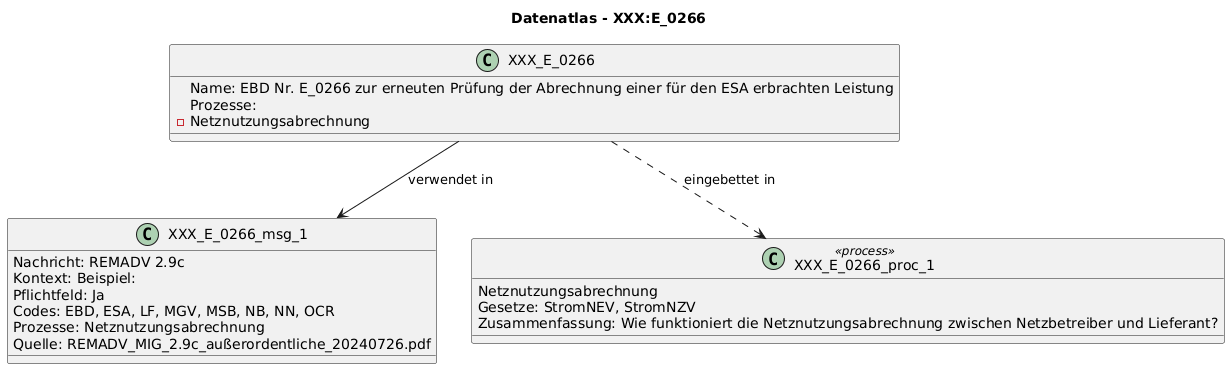 Datenatlas - XXX:E_0266
C XXX_E_0266
Name: EBD Nr. E_0266 zur erneuten Prüfung der Abrechnung einer für den ESA erbrachten Leistung
Prozesse:
Netznutzungsabrechnung
verwendet in
eingebettet in
C XXX_E_0266_msg_1
Nachricht: REMADV 2.9c
Kontext: Beispiel:
Pflichtfeld: Ja
Codes: EBD, ESA, LF, MGV, MSB, NB, NN, OCR
Prozesse: Netznutzungsabrechnung
Quelle: REMADV_MIG_2.9c_außerordentliche_20240726.pdf
«process»
C XXX_E_0266_proc_1
Netznutzungsabrechnung
Gesetze: StromNEV, StromNZV
Zusammenfassung: Wie funktioniert die Netznutzungsabrechnung zwischen Netzbetreiber und Lieferant?